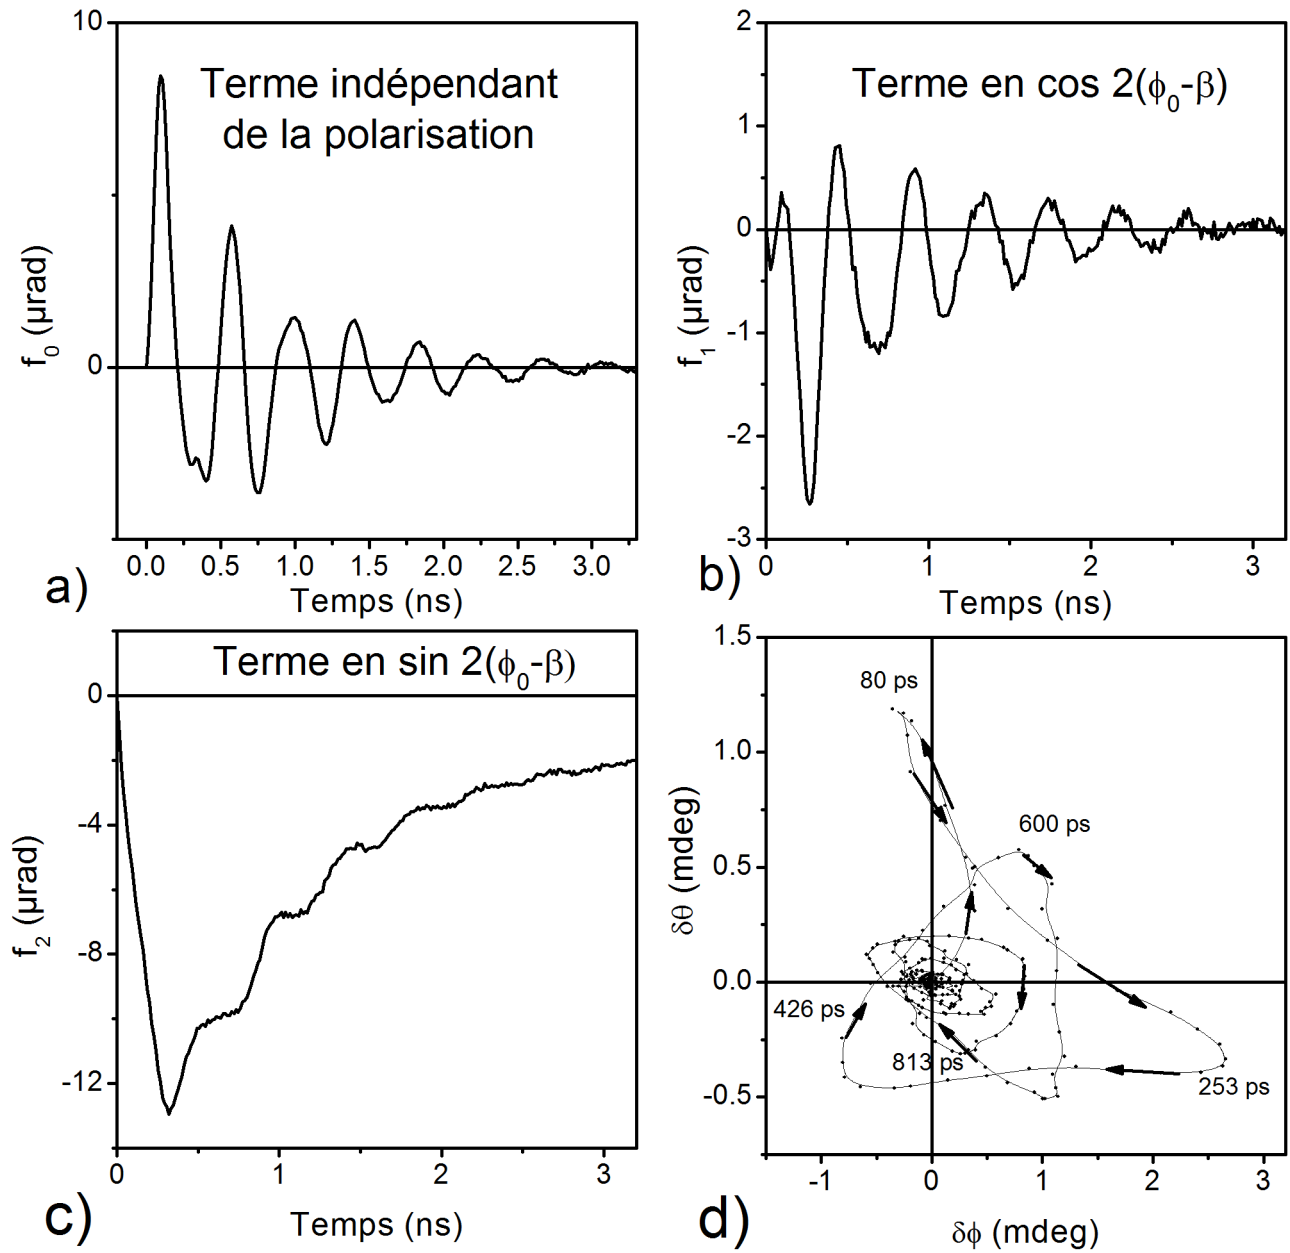 10
0
f0 (µrad)
Terme indépendant
de la polarisation
0.0 0.5 1.0 1.5 2.0 2.5 3.0
Temps (ns)
a)
2
1
0
-1
-2
-3
f1 (µrad)
Terme en cos 2(ϕ0-β)
0 1 2 3
Temps (ns)
b)
0
-4
-8
-12
f2 (µrad)
Terme en sin 2(ϕ0-β)
0 1 2 3
Temps (ns)
c)
1.5
1.0
0.5
0.0
-0.5
δθ (mdeg)
80 ps
600 ps
426 ps
813 ps
253 ps
-1 0 1 2 3
δϕ (mdeg)
d)